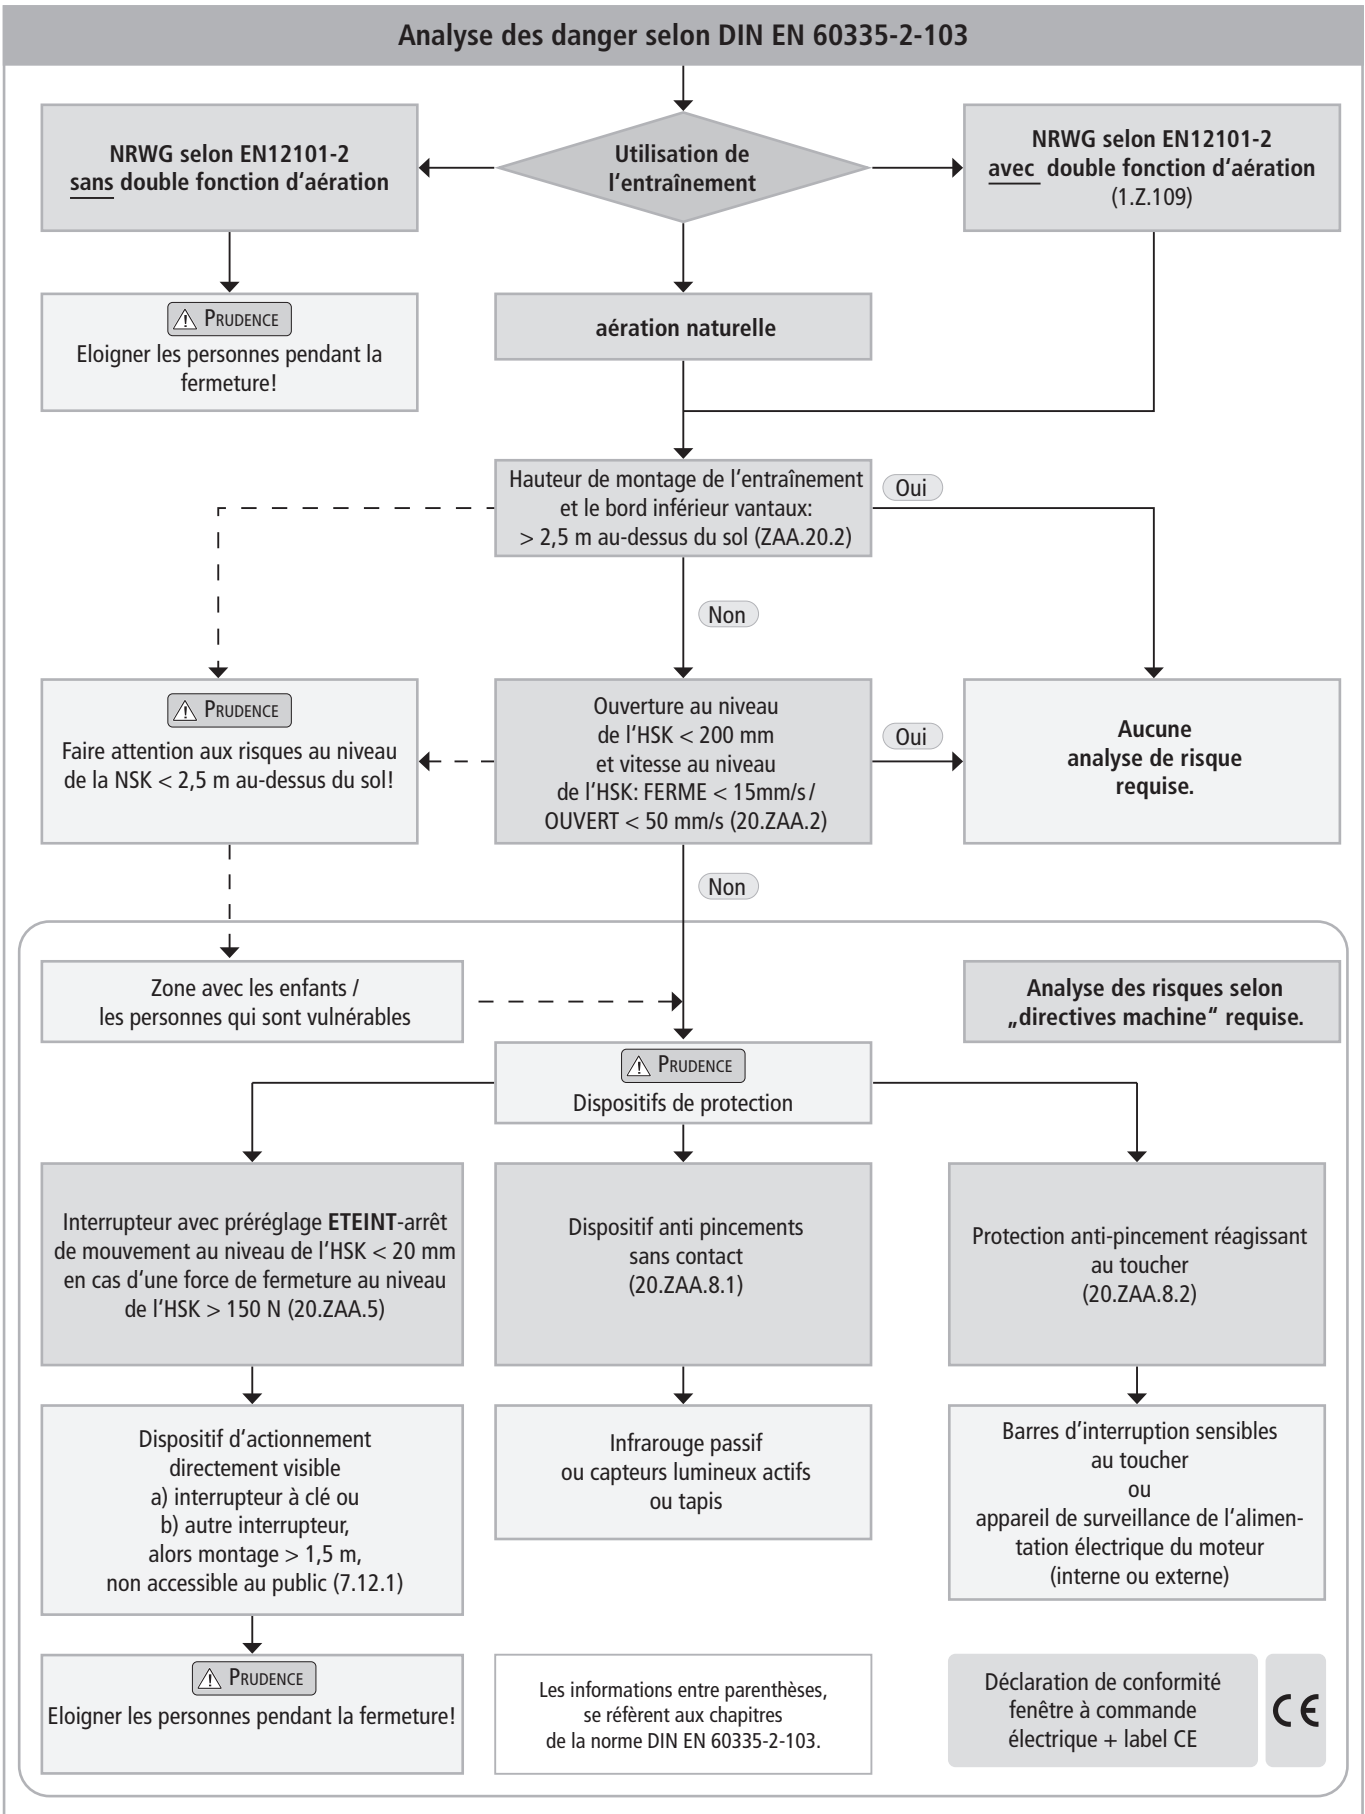 Analyse des danger selon DIN EN 60335-2-103
NRWG selon EN12101-2
sans double fonction d'aération
Utilisation de
l'entraînement
NRWG selon EN12101-2
avec double fonction d'aération
(1.Z.109)
PRUDENCE
Eloigner les personnes pendant la
fermeture!
aération naturelle
Hauteur de montage de l'entraînement
et le bord inférieur vantaux:
> 2,5 m au-dessus du sol (ZAA.20.2)
Oui
Non
PRUDENCE
Faire attention aux risques au niveau
de la NSK < 2,5 m au-dessus du sol!
Ouverture au niveau
de l'HSK < 200 mm
et vitesse au niveau
de l'HSK: FERME < 15mm/s /
OUVERT < 50 mm/s (20.ZAA.2)
Oui
Aucune
analyse de risque
requise.
Non
Zone avec les enfants /
les personnes qui sont vulnérables
Analyse des risques selon
„directives machine“ requise.
PRUDENCE
Dispositifs de protection
Interrupteur avec préréglage ETEINT-arrêt
de mouvement au niveau de l'HSK < 20 mm
en cas d'une force de fermeture au niveau
de l'HSK > 150 N (20.ZAA.5)
Dispositif anti pincements
sans contact
(20.ZAA.8.1)
Protection anti-pincement réagissant
au toucher
(20.ZAA.8.2)
Dispositif d'actionnement
directement visible
a) interrupteur à clé ou
b) autre interrupteur,
alors montage > 1,5 m,
non accessible au public (7.12.1)
Infrarouge passif
ou capteurs lumineux actifs
ou tapis
Barres d'interruption sensibles
au toucher
ou
appareil de surveillance de l'alimen-
tation électrique du moteur
(interne ou externe)
PRUDENCE
Eloigner les personnes pendant la fermeture!
Les informations entre parenthèses,
se réfèrent aux chapitres
de la norme DIN EN 60335-2-103.
Déclaration de conformité
fenêtre à commande
électrique + label CE
CE